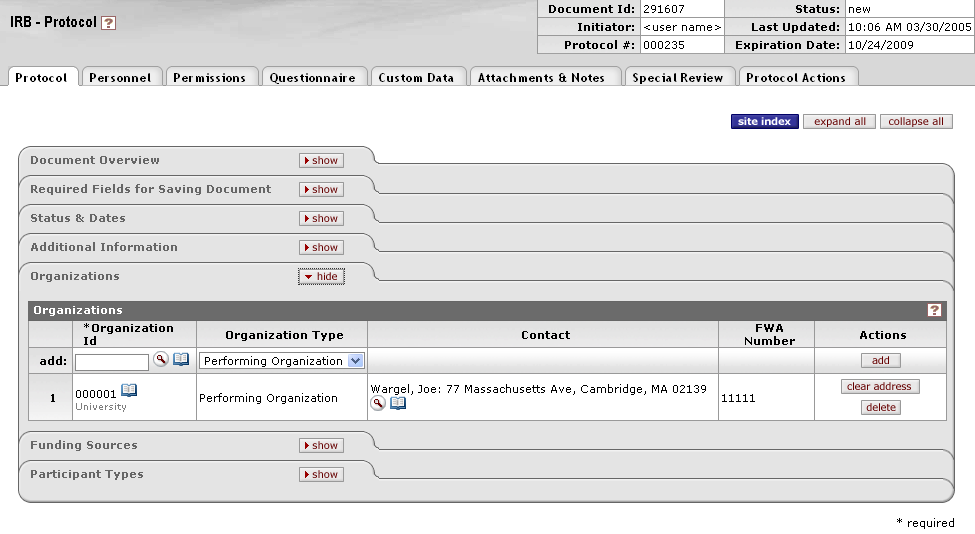 IRB - Protocol ?
Document Id: 291607 Status: new
Initiator: <user name> Last Updated: 10:06 AM 03/30/2005
Protocol #: 000235 Expiration Date: 10/24/2009
Protocol Personnel Permissions Questionnaire Custom Data Attachments & Notes Special Review Protocol Actions
site index expand all collapse all
Document Overview show
Required Fields for Saving Document show
Status & Dates show
Additional Information show
Organizations hide
Organizations ?
*Organization Id Organization Type Contact FWA Number Actions
add: Performing Organization add
1 000001 University Performing Organization Wargel, Joe: 77 Massachusetts Ave, Cambridge, MA 02139 11111 clear address
delete
Funding Sources show
Participant Types show
* required